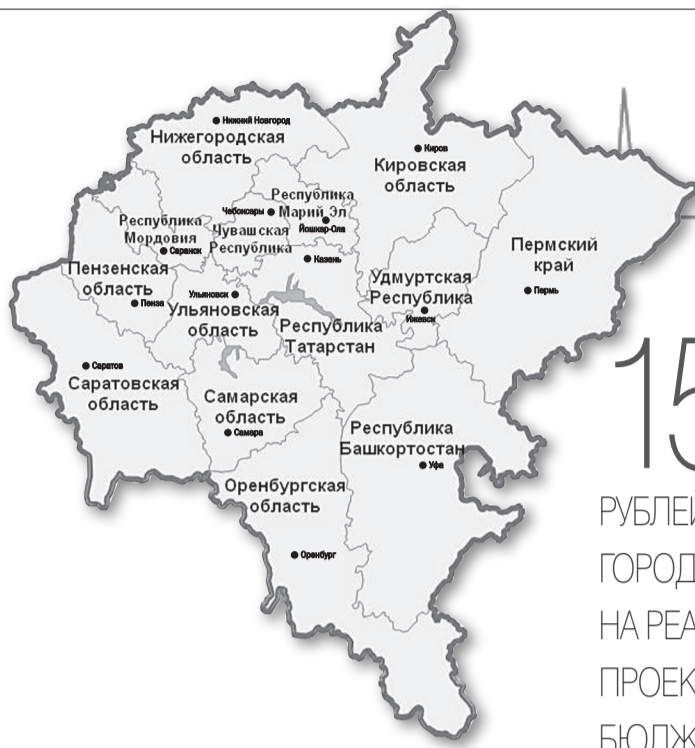 Нижний Новгород
Нижегородская
область
Киров
Кировская
область
Республика
Марий Эл
Йошкар-Ола
Чебоксары
Чувашская
Республика
Республика
Мордовия
Саранск
Казань
Пермский
край
Пермь
Удмуртская
Республика
Ижевск
Пензенская
область
Пенза
Ульяновск
Ульяновская
область
Республика
Татарстан
Саратов
Саратовская
область
Самарская
область
Самара
Республика
Башкортостан
Уфа
Оренбургская
область
Оренбург
15
РУБЛЕЙ
ГОРОД
НА РЕА
ПРОЕК
БЮДЖ